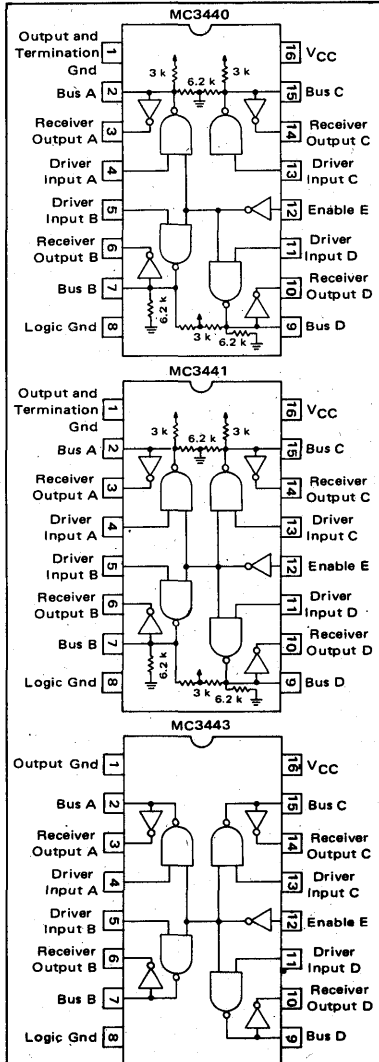 MC3440
Output and
Termination
Gnd
1
16
VCC
3 k
3 k
6.2 k
Bus A
2
15
Bus C
Receiver
Output A
3
14
Receiver
Output C
Driver
Input A
4
13
Driver
Input C
Driver
Input B
5
12
Enable E
Receiver
Output B
6
11
Driver
Input D
Bus B
7
10
Receiver
Output D
6.2 k
Logic Gnd
8
3 k
6.2 k
9
Bus D
MC3441
Output and
Termination
Gnd
1
16
VCC
3 k
3 k
6.2 k
Bus A
2
15
Bus C
Receiver
Output A
3
14
Receiver
Output C
Driver
Input A
4
13
Driver
Input C
Driver
Input B
5
12
Enable E
Receiver
Output B
6
11
Driver
Input D
Bus B
7
10
Receiver
Output D
6.2 k
Logic Gnd
8
3 k
6.2 k
9
Bus D
MC3443
Output Gnd
1
16
VCC
Bus A
2
15
Bus C
Receiver
Output A
3
14
Receiver
Output C
Driver
Input A
4
13
Driver
Input C
Driver
Input B
5
12
Enable E
Receiver
Output B
6
11
Driver
Input D
Bus B
7
10
Receiver
Output D
Logic Gnd
8
9
Bus D